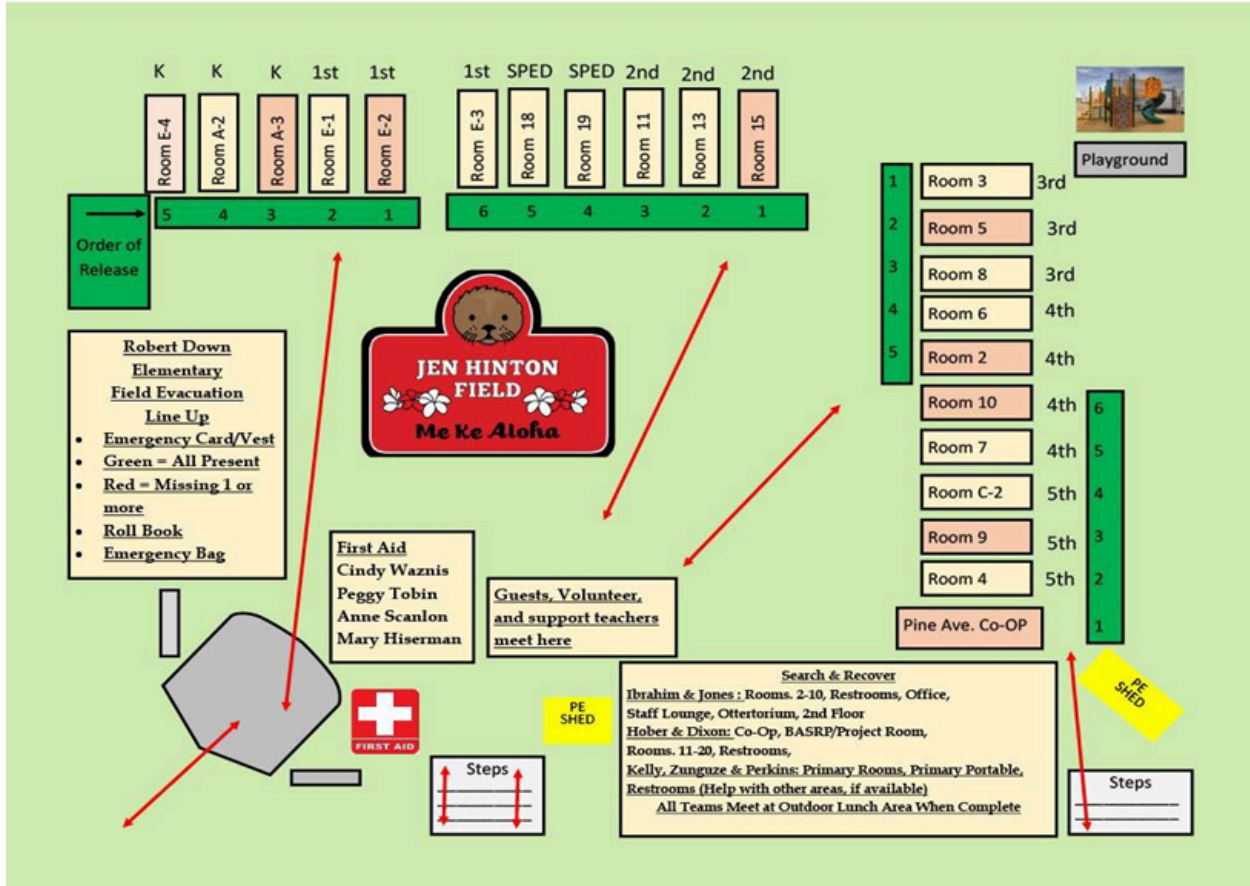 K K K 1st 1st
Room E-4
Room A-2
Room A-3
Room E-1
Room E-2
5 4 3 2 1
Order of
Release
1st SPED SPED 2nd 2nd 2nd
Room E-3
Room 18
Room 19
Room 11
Room 13
Room 15
6 5 4 3 2 1
Playground
1 Room 3 3rd
2 Room 5 3rd
3 Room 8 3rd
4 Room 6 4th
5 Room 2 4th
Room 10 4th 6
Room 7 4th 5
Room C-2 5th 4
Room 9 5th 3
Room 4 5th 2
Pine Ave. Co-OP 1
JEN HINTON
FIELD
Me Ke Aloha
Robert Down
Elementary
Field Evacuation
Line Up
• Emergency Card/Vest
• Green = All Present
• Red = Missing 1 or
more
• Roll Book
• Emergency Bag
First Aid
Cindy Waznis
Peggy Tobin
Anne Scanlon
Mary Hiserman
Guests, Volunteer,
and support teachers
meet here
FIRST AID
PE
SHED
Steps
Search & Recover
Ibrahim & Jones : Rooms. 2-10, Restrooms, Office,
Staff Lounge, Ottertorium, 2nd Floor
Hober & Dixon: Co-Op, BASRP/Project Room,
Rooms. 11-20, Restrooms,
Kelly, Zunguze & Perkins: Primary Rooms, Primary Portable,
Restrooms (Help with other areas, if available)
All Teams Meet at Outdoor Lunch Area When Complete
PE
SHED
Steps